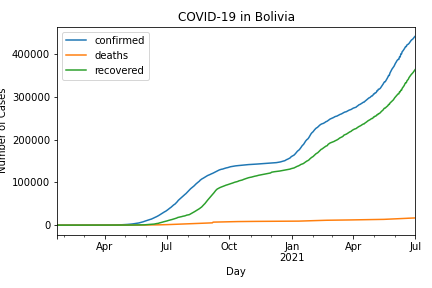 COVID-19 in Bolivia
confirmed
deaths
recovered
Number of Cases
400000
300000
200000
100000
0
Apr Jul Oct Jan Apr Jul
2021
Day